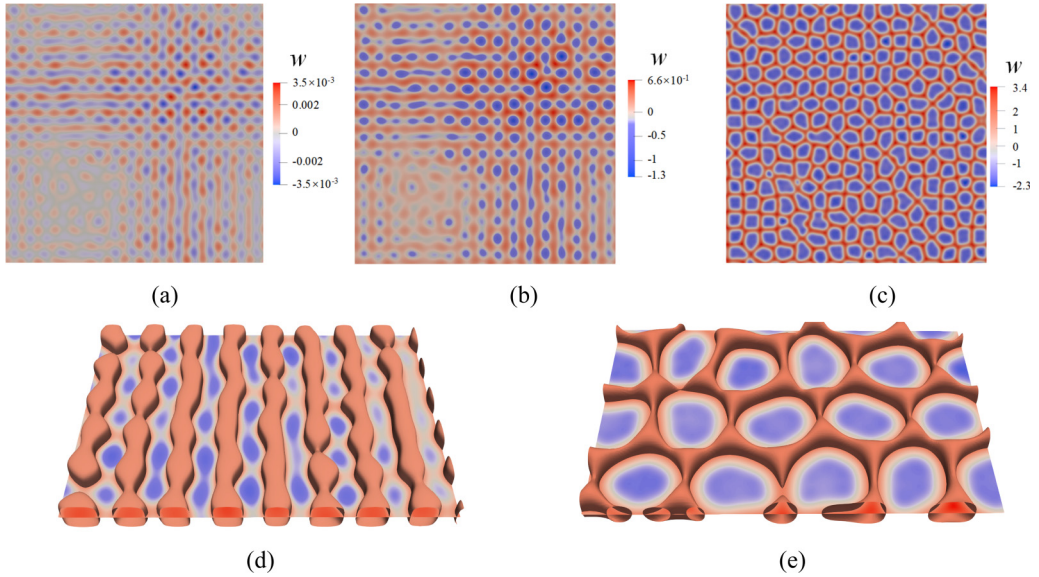 w
3.5×10⁻³
0.002
0
-0.002
-3.5×10⁻³
(a)
w
6.6×10⁻¹
0
-0.5
-1
-1.3
(b)
w
3.4
2
1
0
-1
-2.3
(c)
(d)
(e)